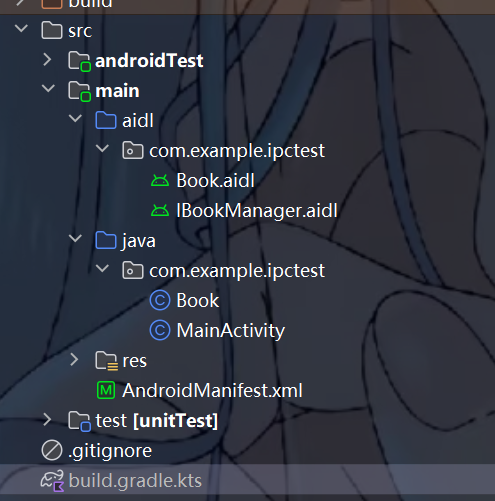 build
src
androidTest
main
aidl
com.example.ipctest
Book.aidl
IBookManager.aidl
java
com.example.ipctest
C Book
C MainActivity
res
M AndroidManifest.xml
test [unitTest]
.gitignore
build.gradle.kts